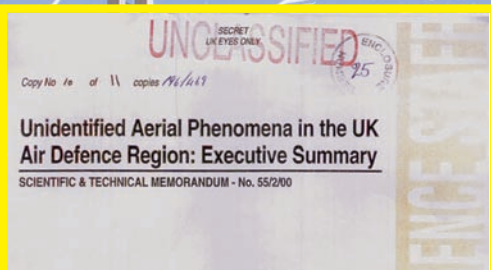 SECRET
UK EYES ONLY
UNCLASSIFIED
ENCLOSURE
25
Copy No 10 of 11 copies
Unidentified Aerial Phenomena in the UK
Air Defence Region: Executive Summary
SCIENTIFIC & TECHNICAL MEMORANDUM - No. 55/2/00